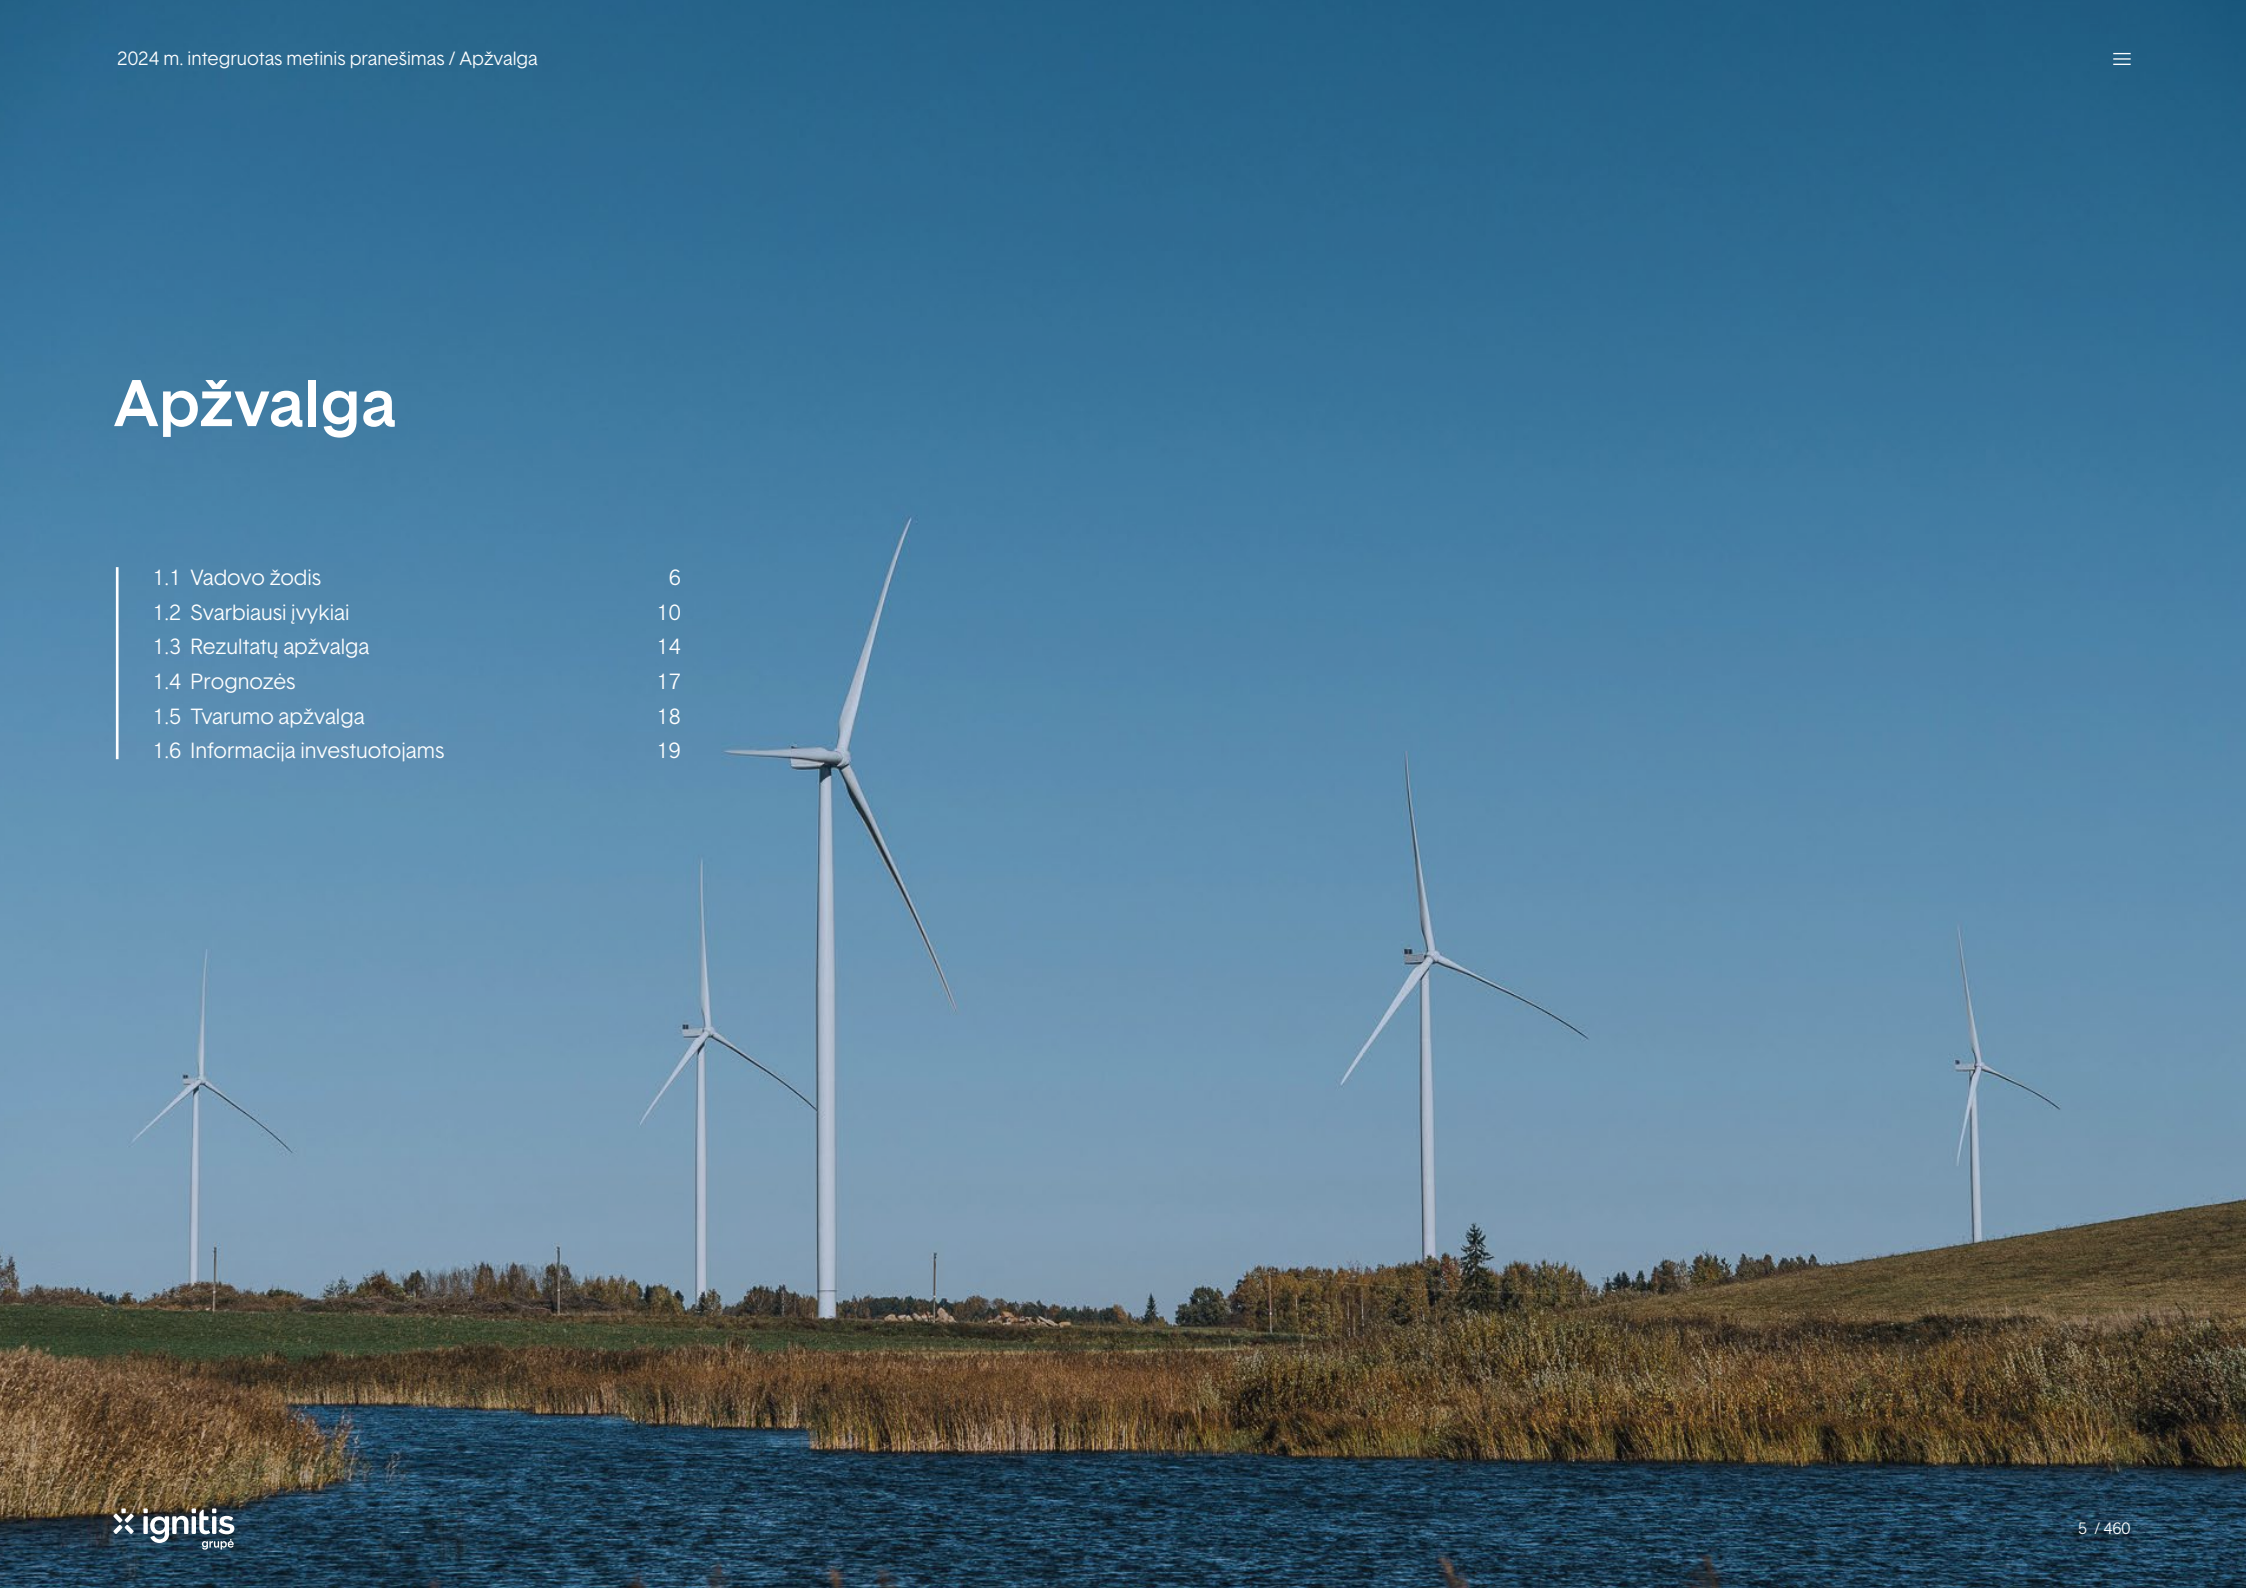 2024 m. integruotas metinis pranešimas / Apžvalga
Apžvalga
1.1 Vadovo žodis 6
1.2 Svarbiausi įvykiai 10
1.3 Rezultatų apžvalga 14
1.4 Prognozės 17
1.5 Tvarumo apžvalga 18
1.6 Informacija investuotojams 19
ignitis
grupė
5 / 460